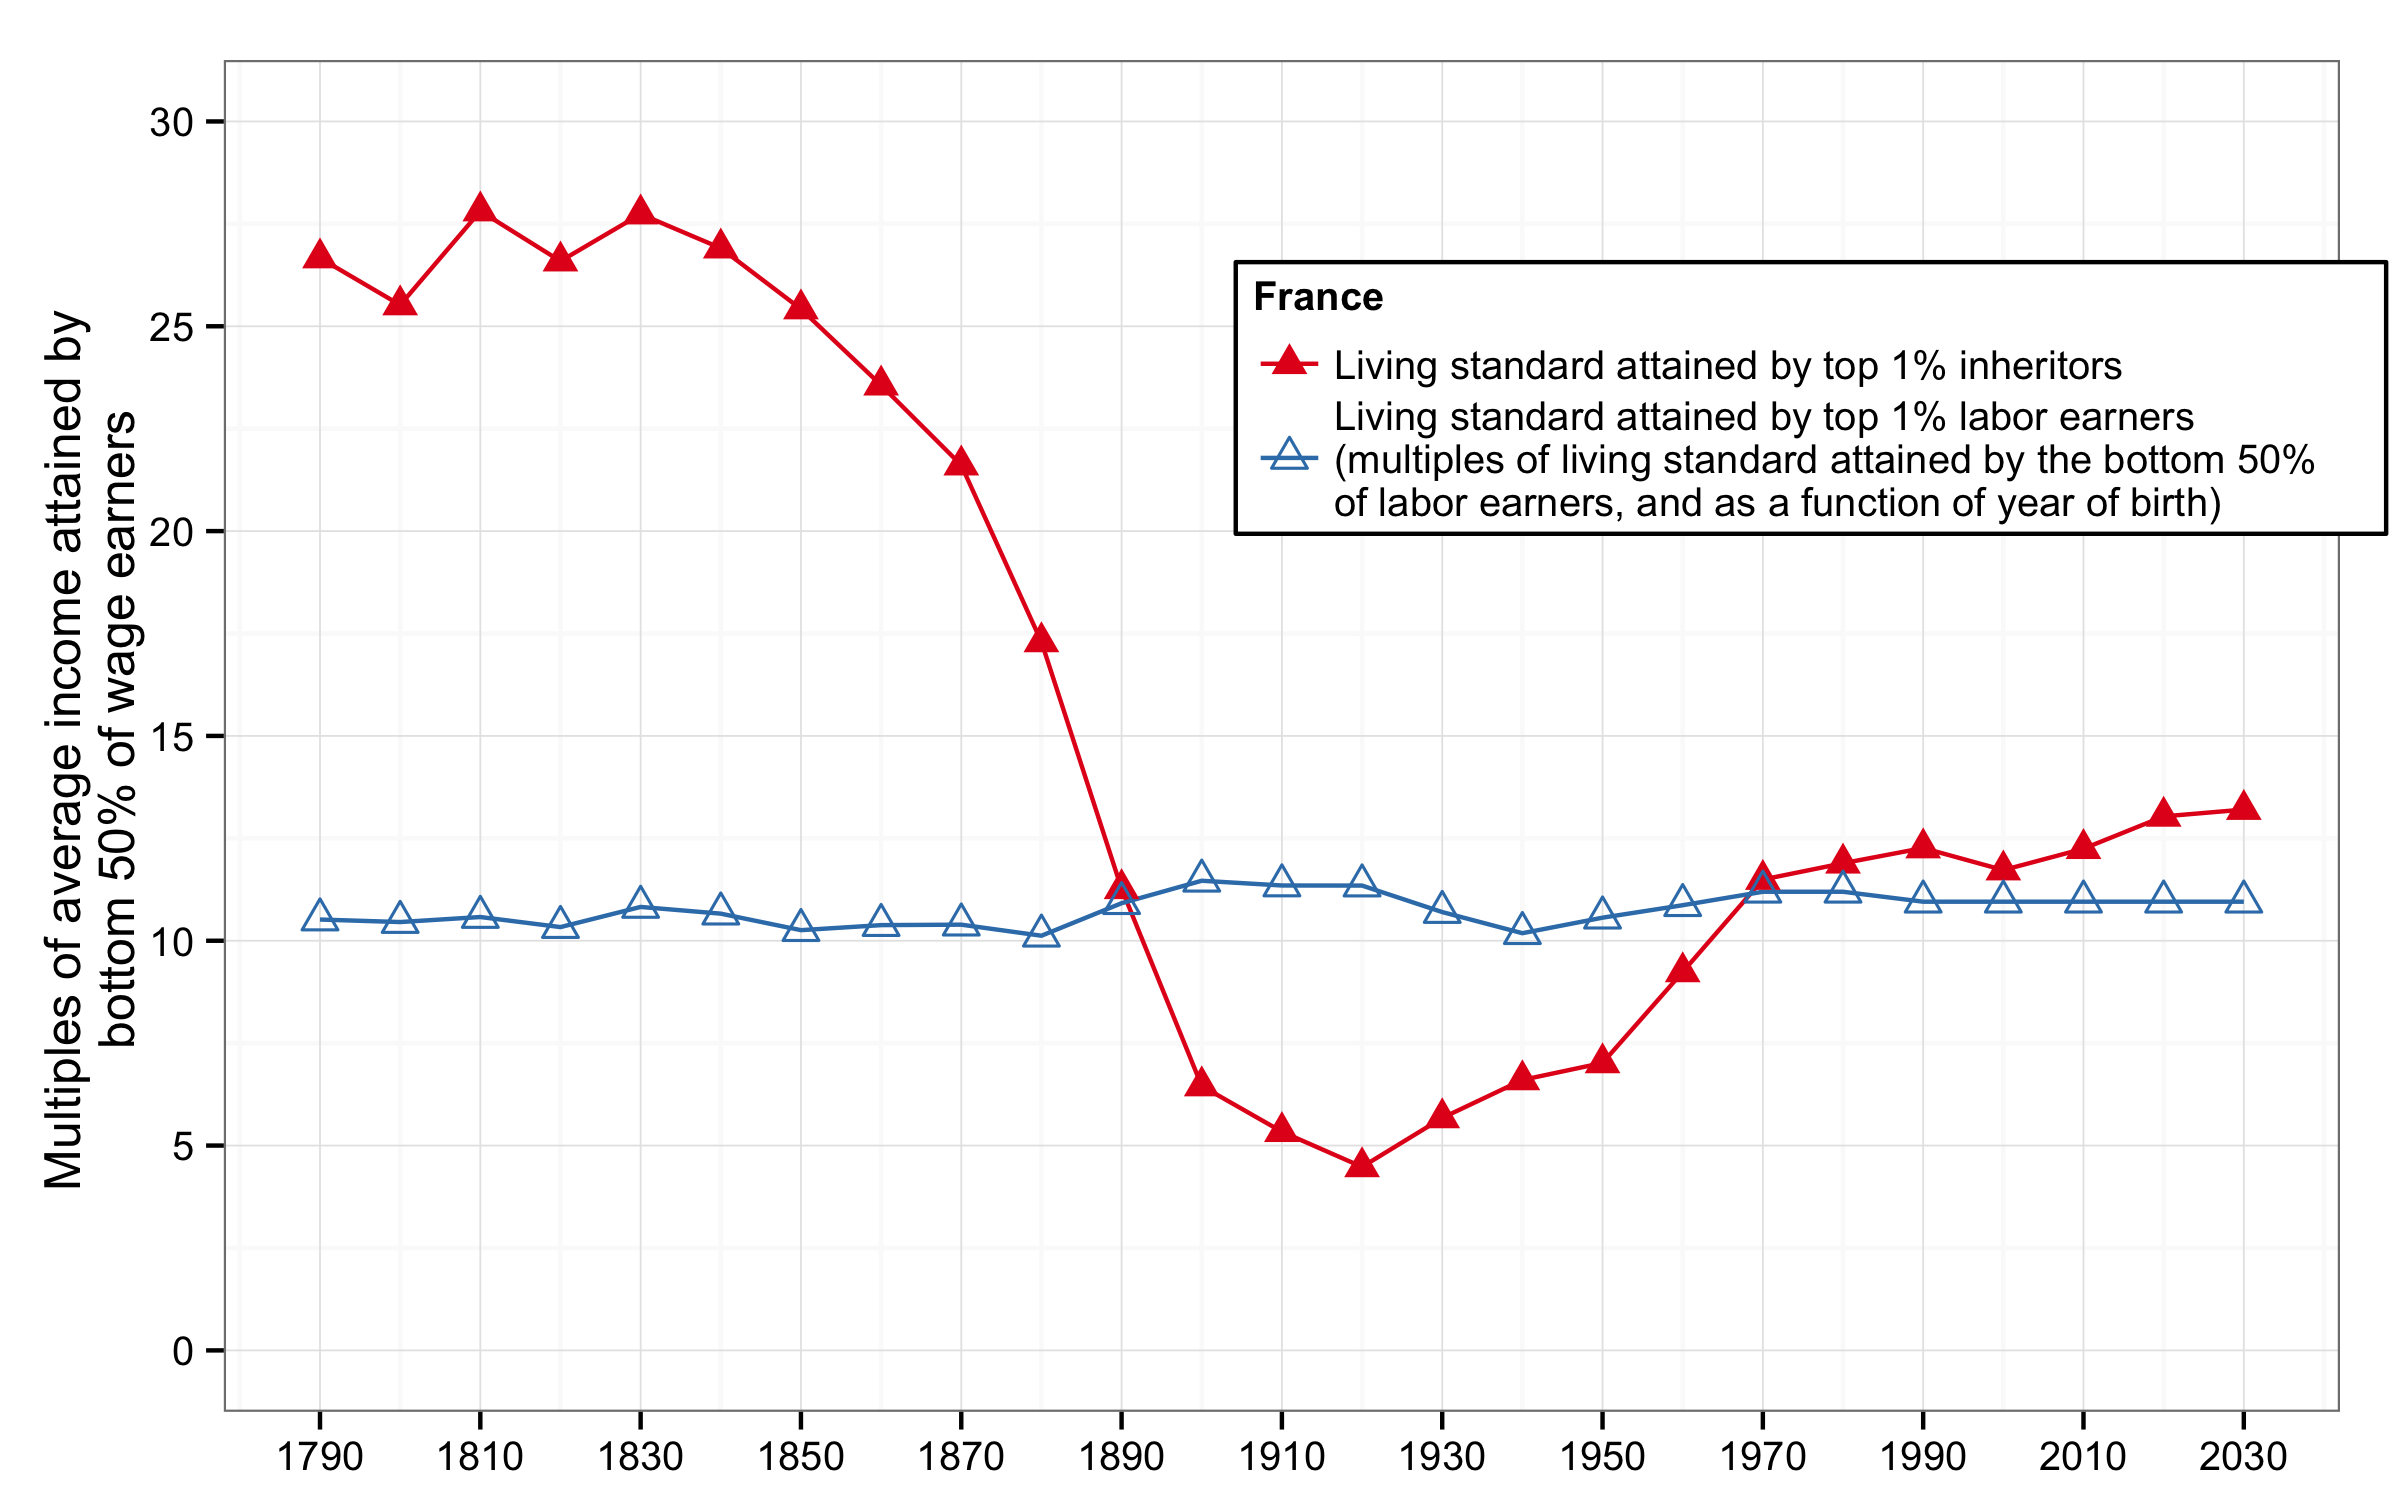 Multiples of average income attained by
bottom 50% of wage earners
30
25
20
15
10
5
0
France
Living standard attained by top 1% inheritors
Living standard attained by top 1% labor earners
(multiples of living standard attained by the bottom 50%
of labor earners, and as a function of year of birth)
1790 1810 1830 1850 1870 1890 1910 1930 1950 1970 1990 2010 2030